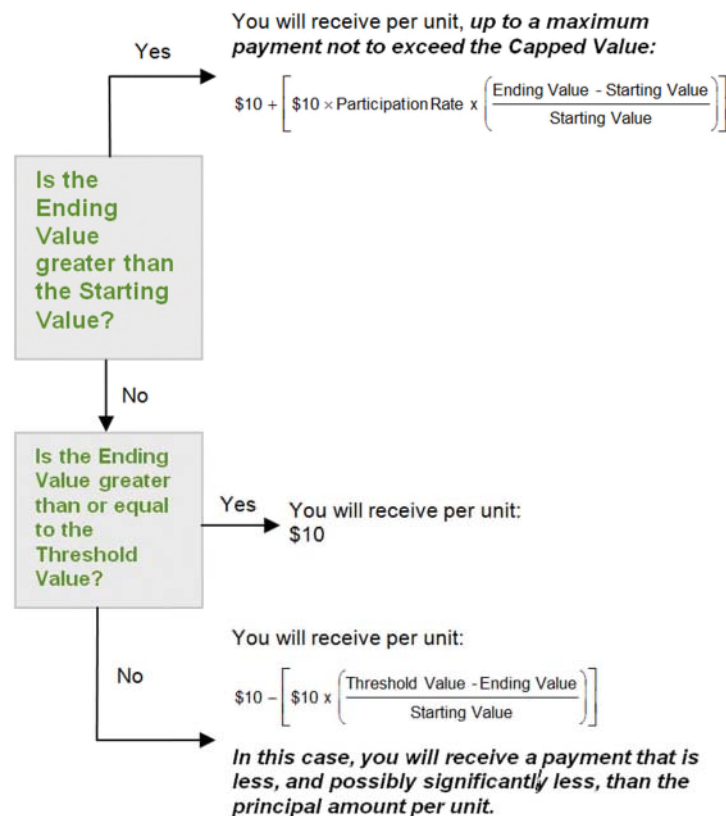 You will receive per unit, up to a maximum
payment not to exceed the Capped Value:
Yes
$10 + [ $10 × Participation Rate x ( Ending Value - Starting Value / Starting Value ) ]
Is the
Ending
Value
greater than
the Starting
Value?
No
Is the Ending
Value greater
than or equal
to the
Threshold
Value?
Yes
You will receive per unit:
$10
No
You will receive per unit:
$10 – [ $10 x ( Threshold Value - Ending Value / Starting Value ) ]
In this case, you will receive a payment that is
less, and possibly significantly less, than the
principal amount per unit.